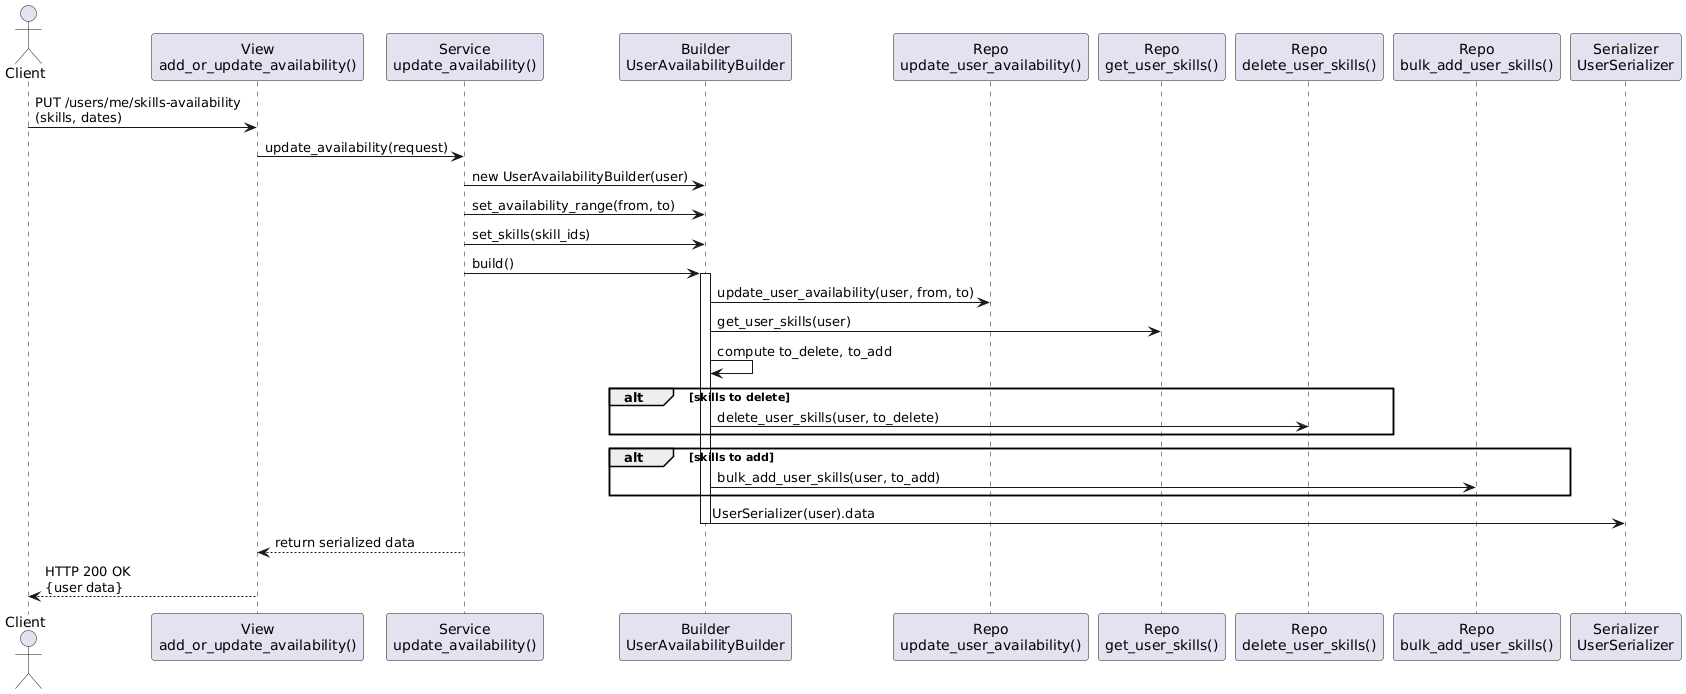 Client
View
add_or_update_availability()
Service
update_availability()
Builder
UserAvailabilityBuilder
Repo
update_user_availability()
Repo
get_user_skills()
Repo
delete_user_skills()
Repo
bulk_add_user_skills()
Serializer
UserSerializer
PUT /users/me/skills-availability
(skills, dates)
update_availability(request)
new UserAvailabilityBuilder(user)
set_availability_range(from, to)
set_skills(skill_ids)
build()
update_user_availability(user, from, to)
get_user_skills(user)
compute to_delete, to_add
alt [skills to delete]
delete_user_skills(user, to_delete)
alt [skills to add]
bulk_add_user_skills(user, to_add)
UserSerializer(user).data
return serialized data
HTTP 200 OK
{user data}
Client
View
add_or_update_availability()
Service
update_availability()
Builder
UserAvailabilityBuilder
Repo
update_user_availability()
Repo
get_user_skills()
Repo
delete_user_skills()
Repo
bulk_add_user_skills()
Serializer
UserSerializer